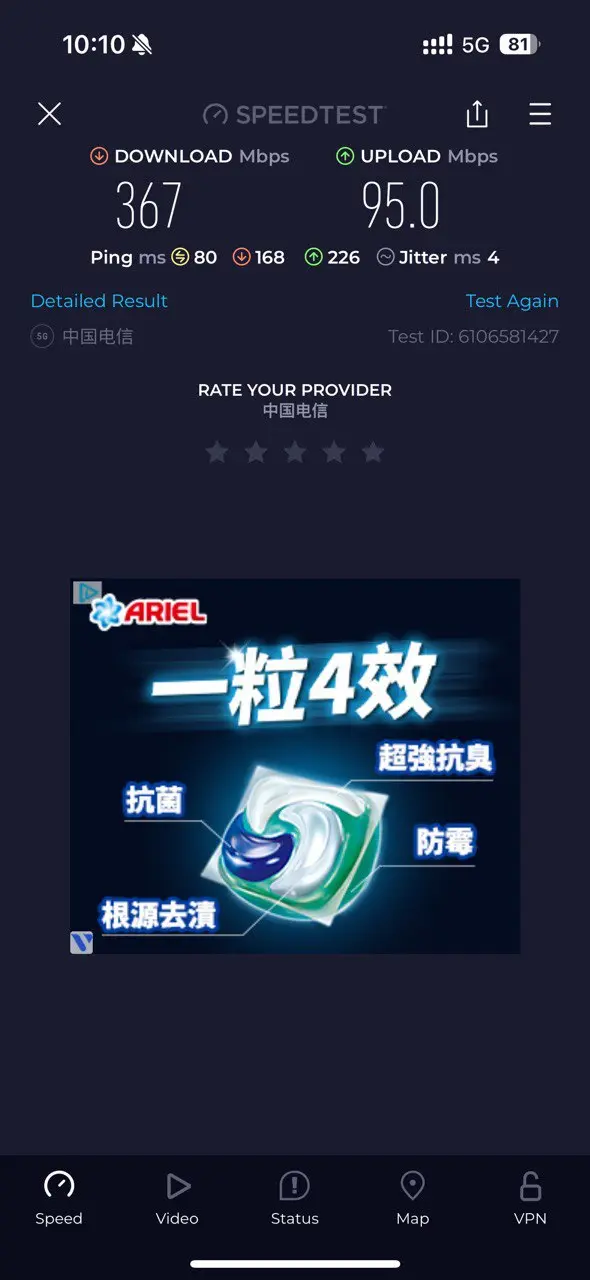 10:10 5G 81
SPEEDTEST
DOWNLOAD Mbps UPLOAD Mbps
367 95.0
Ping ms 80 168 226 Jitter ms 4
Detailed Result Test Again
5G 中国电信 Test ID: 6106581427
RATE YOUR PROVIDER
中国电信
ARIEL
一粒4效
超強抗臭
抗菌
防霉
根源去漬
Speed Video Status Map VPN